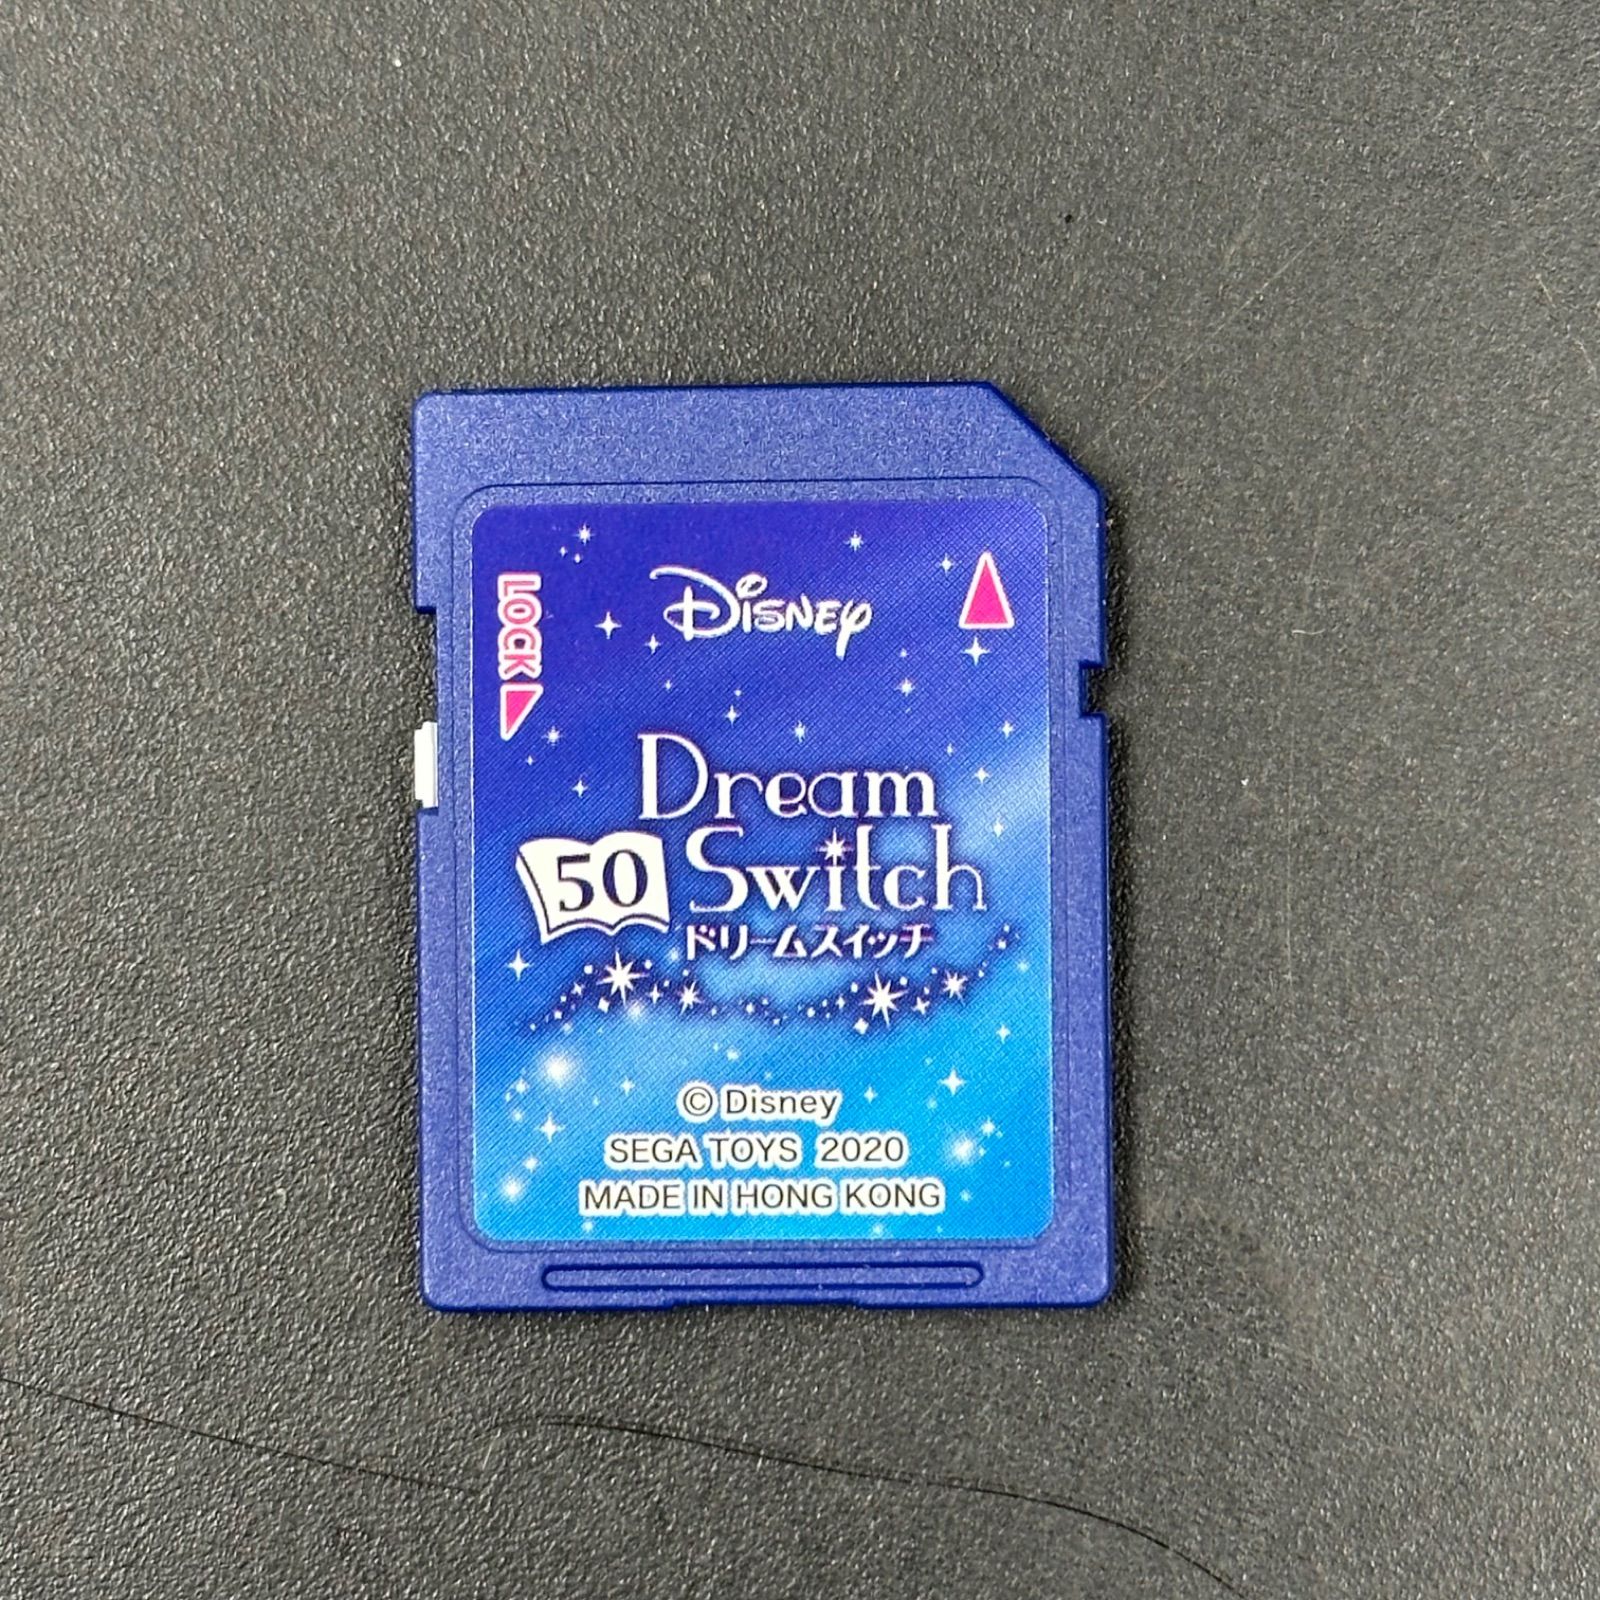 Disney
LOCK
Dream
50 Switch
ドリームスイッチ
© Disney
SEGA TOYS 2020
MADE IN HONG KONG